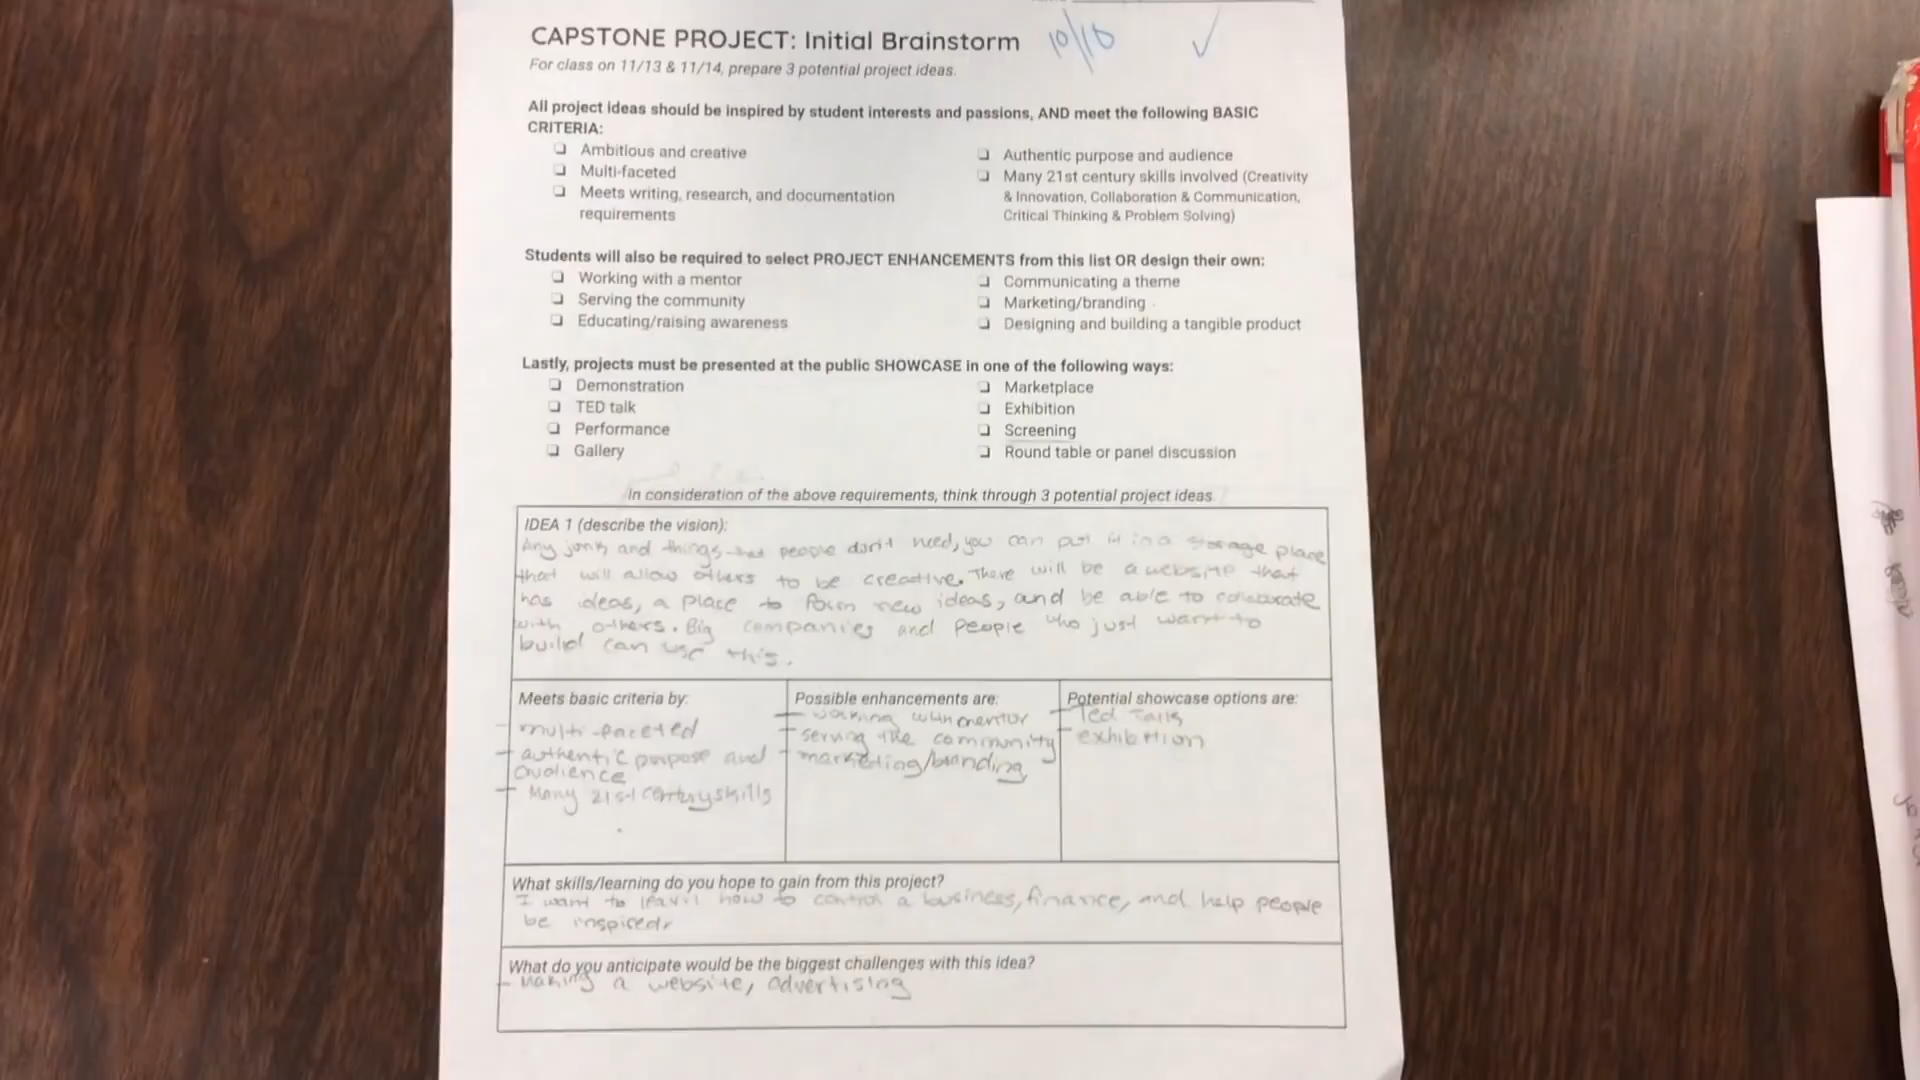 CAPSTONE PROJECT: Initial Brainstorm 10/10 ✓
For class on 11/13 & 11/14, prepare 3 potential project ideas.
All project ideas should be inspired by student interests and passions, AND meet the following BASIC
CRITERIA:
❏ Ambitious and creative
❏ Multi-faceted
❏ Meets writing, research, and documentation
requirements
❏ Authentic purpose and audience
❏ Many 21st century skills involved (Creativity
& Innovation, Collaboration & Communication,
Critical Thinking & Problem Solving)
Students will also be required to select PROJECT ENHANCEMENTS from this list OR design their own:
❏ Working with a mentor
❏ Serving the community
❏ Educating/raising awareness
❏ Communicating a theme
❏ Marketing/branding
❏ Designing and building a tangible product
Lastly, projects must be presented at the public SHOWCASE in one of the following ways:
❏ Demonstration
❏ TED talk
❏ Performance
❏ Gallery
❏ Marketplace
❏ Exhibition
❏ Screening
❏ Round table or panel discussion
In consideration of the above requirements, think through 3 potential project ideas
IDEA 1 (describe the vision):
Any junk and things that people don't need, you can put it in a storage place
that will allow others to be creative. There will be a website that
has ideas, a place to form new ideas, and be able to collaborate
with others. Big companies and people who just want to
build can use this.
Meets basic criteria by:
- multi-faceted
- authentic purpose and
audience
- Many 21st century skills
Possible enhancements are:
- working with mentor
- serving the community
- marketing/branding
Potential showcase options are:
- Ted Talk
- exhibition
What skills/learning do you hope to gain from this project?
I want to learn how to control a business, finance, and help people
be inspired.
What do you anticipate would be the biggest challenges with this idea?
- Making a website, advertising